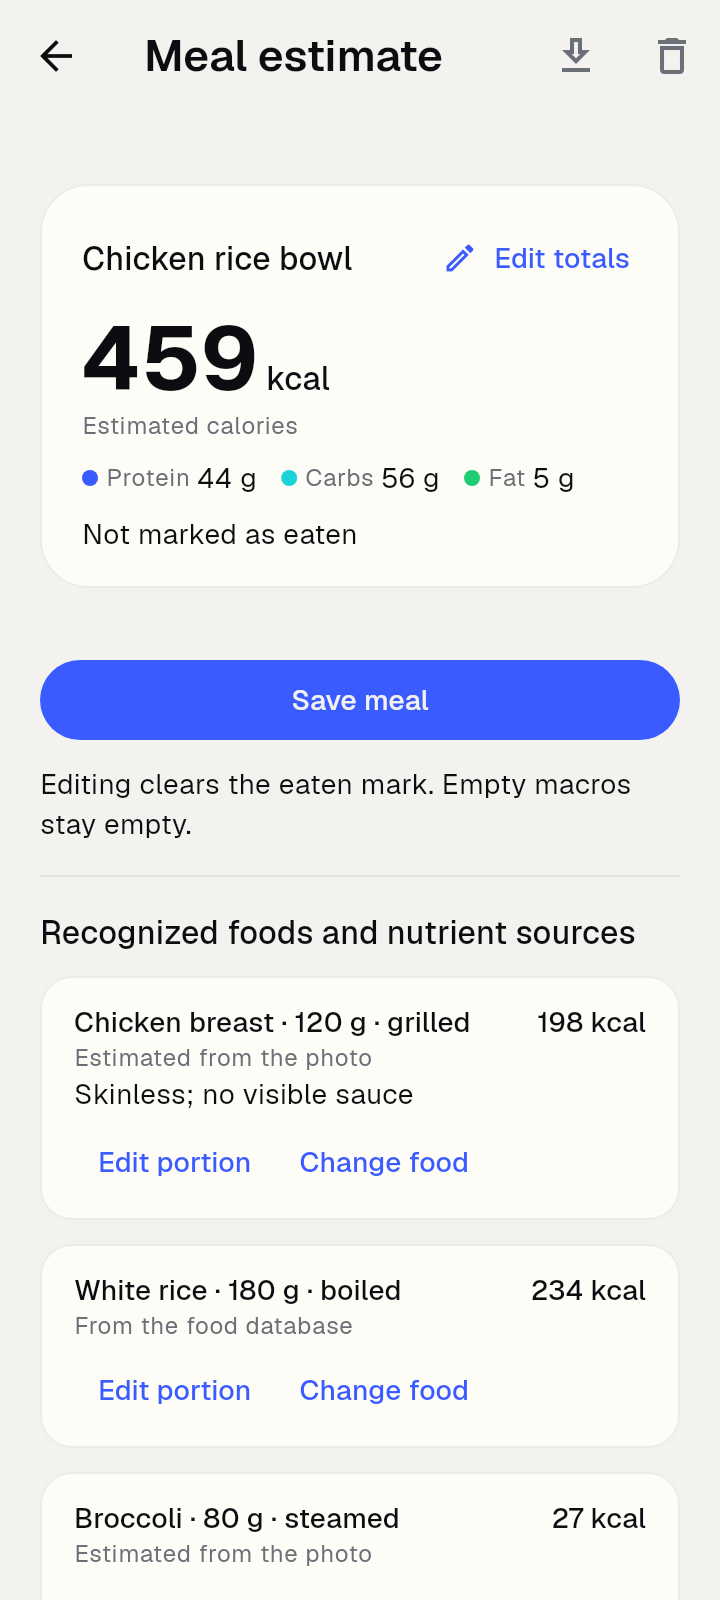 Meal estimate
Chicken rice bowl
Edit totals
459 kcal
Estimated calories
Protein 44 g Carbs 56 g Fat 5 g
Not marked as eaten
Save meal
Editing clears the eaten mark. Empty macros
stay empty.
Recognized foods and nutrient sources
Chicken breast · 120 g · grilled 198 kcal
Estimated from the photo
Skinless; no visible sauce
Edit portion Change food
White rice · 180 g · boiled 234 kcal
From the food database
Edit portion Change food
Broccoli · 80 g · steamed 27 kcal
Estimated from the photo